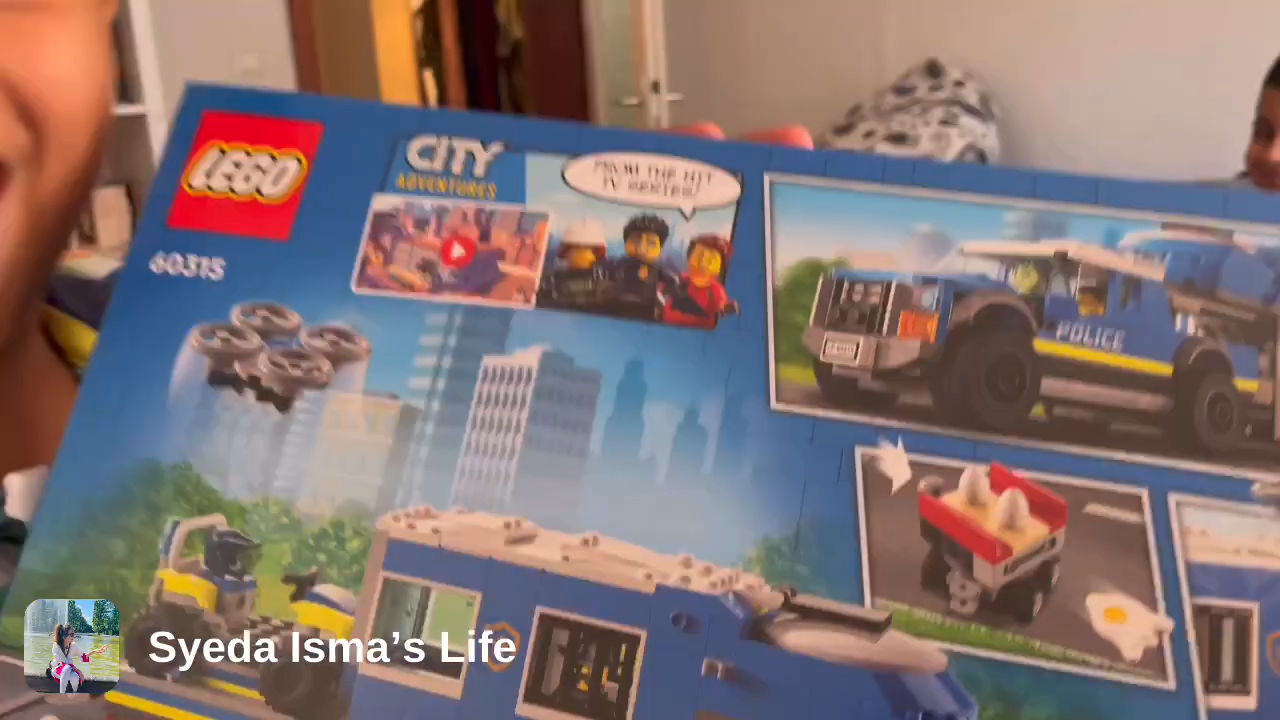 LEGO
CITY
ADVENTURES
FROM THE HIT
TV SERIES!
60315
POLICE
Syeda Isma’s Life